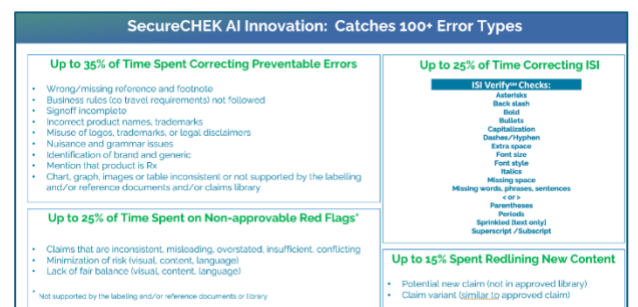 SecureCHEK AI Innovation: Catches 100+ Error Types
Up to 35% of Time Spent Correcting Preventable Errors
• Wrong/missing reference and footnote
• Business rules (co travel requirements) not followed
• Signoff incomplete
• Incorrect product names, trademarks
• Misuse of logos, trademarks, or legal disclaimers
• Nuisance and grammar issues
• Identification of brand and generic
• Mention that product is Rx
• Chart, graph, images or table inconsistent or not supported by the labelling
and/or reference documents and/or claims library
Up to 25% of Time Spent on Non-approvable Red Flags*
• Claims that are inconsistent, misleading, overstated, insufficient, conflicting
• Minimization of risk (visual, content, language)
• Lack of fair balance (visual, content, language)
* Not supported by the labeling and/or reference documents or library
Up to 25% of Time Correcting ISI
ISI Verify℠ Checks:
Asterisks
Back slash
Bold
Bullets
Capitalization
Dashes/Hyphen
Extra space
Font size
Font style
Italics
Missing space
Missing words, phrases, sentences
< or >
Parentheses
Periods
Sprinkled (text only)
Superscript /Subscript
Up to 15% Spent Redlining New Content
• Potential new claim (not in approved library)
• Claim variant (similar to approved claim)